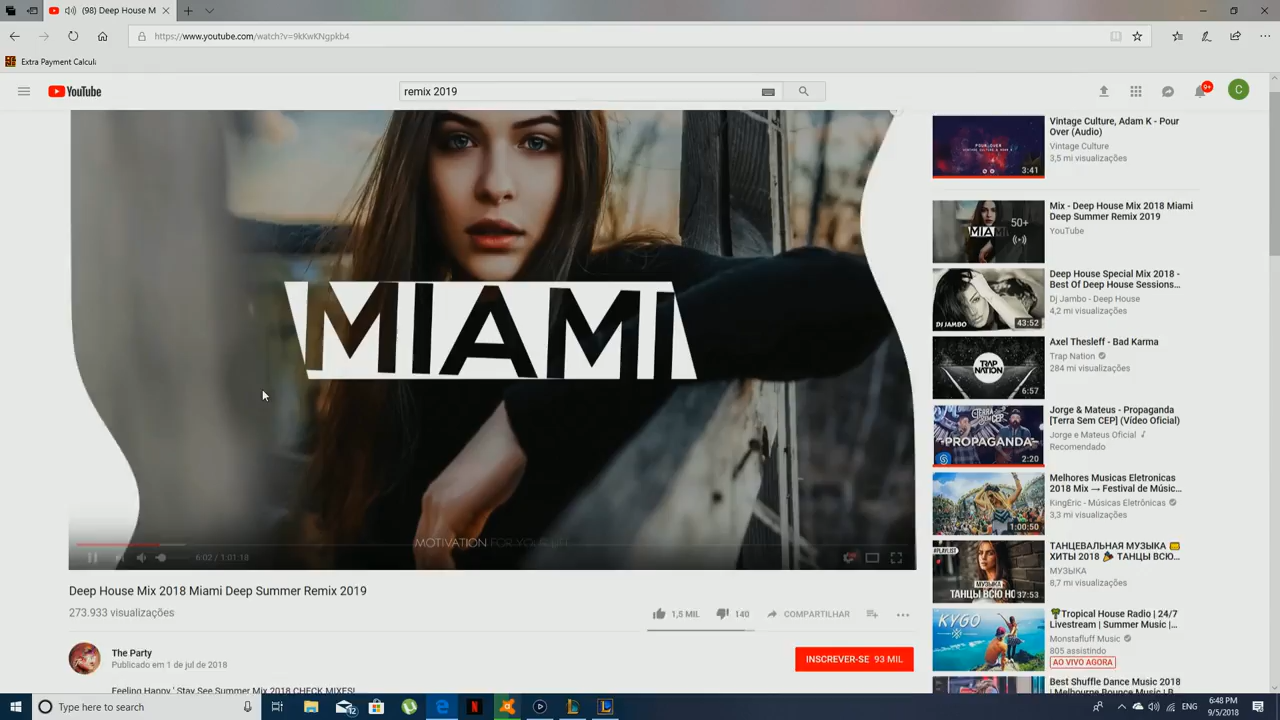 (98) Deep House M
https://www.youtube.com/watch?v=9kKwKNgpkb4
Extra Payment Calcula
YouTube
remix 2019
9+
C
MIAMI
MOTIVATION FOR YOUR LIFE
6:02 / 1:01:18
Deep House Mix 2018 Miami Deep Summer Remix 2019
273.933 visualizações
1,5 MIL
140
COMPARTILHAR
The Party
Publicado em 1 de jul de 2018
INSCREVER-SE 93 MIL
Feeling Happy ' Stay See Summer Mix 2018 CHECK MIXES!
POUR OVER
3:41
Vintage Culture, Adam K - Pour
Over (Audio)
Vintage Culture
3,5 mi visualizações
MIAMI
50+
Mix - Deep House Mix 2018 Miami
Deep Summer Remix 2019
YouTube
DJ JAMBO
43:52
Deep House Special Mix 2018 -
Best Of Deep House Sessions...
Dj Jambo - Deep House
4,2 mi visualizações
TRAP
NATION
6:57
Axel Thesleff - Bad Karma
Trap Nation
284 mi visualizações
TERRA SEM CEP
PROPAGANDA
2:20
Jorge & Mateus - Propaganda
[Terra Sem CEP] (Vídeo Oficial)
Jorge e Mateus Oficial
Recomendado
1:00:50
Melhores Musicas Eletronicas
2018 Mix → Festival de Músic...
KingEric - Músicas Eletrônicas
3,3 mi visualizações
#PLAYLIST
МУЗЫКА
ТАНЦЫ ВСЮ НО
37:53
ТАНЦЕВАЛЬНАЯ МУЗЫКА
ХИТЫ 2018 ТАНЦЫ ВСЮ...
МУЗЫКА
8,7 mi visualizações
KYGO
Tropical House Radio | 24/7
Livestream | Summer Music |...
Monstafluff Music
805 assistindo
AO VIVO AGORA
Best Shuffle Dance Music 2018
| Melbourne Bounce Music | B
Type here to search
ENG
6:48 PM
9/5/2018